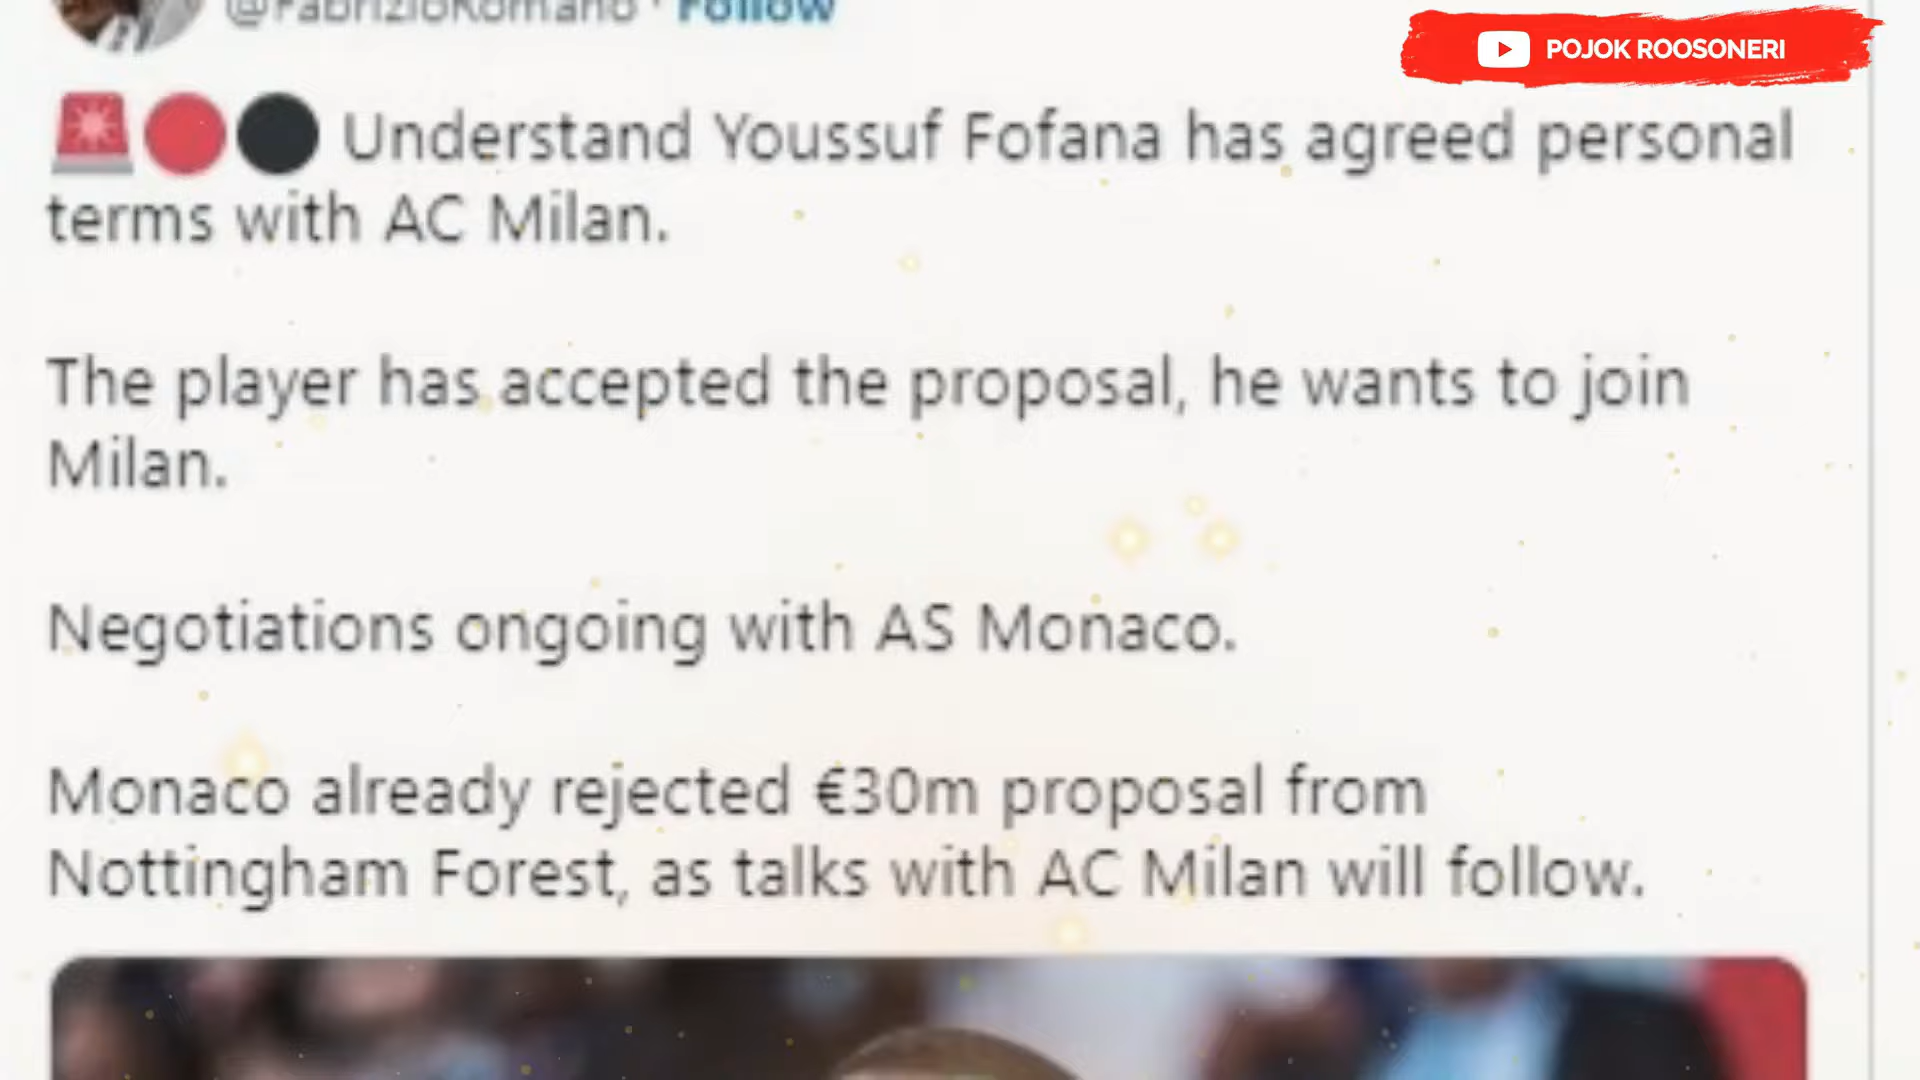 @FabrizioRomano · Follow
POJOK ROOSONERI
🚨🔴⚫ Understand Youssuf Fofana has agreed personal
terms with AC Milan.
The player has accepted the proposal, he wants to join
Milan.
Negotiations ongoing with AS Monaco.
Monaco already rejected €30m proposal from
Nottingham Forest, as talks with AC Milan will follow.